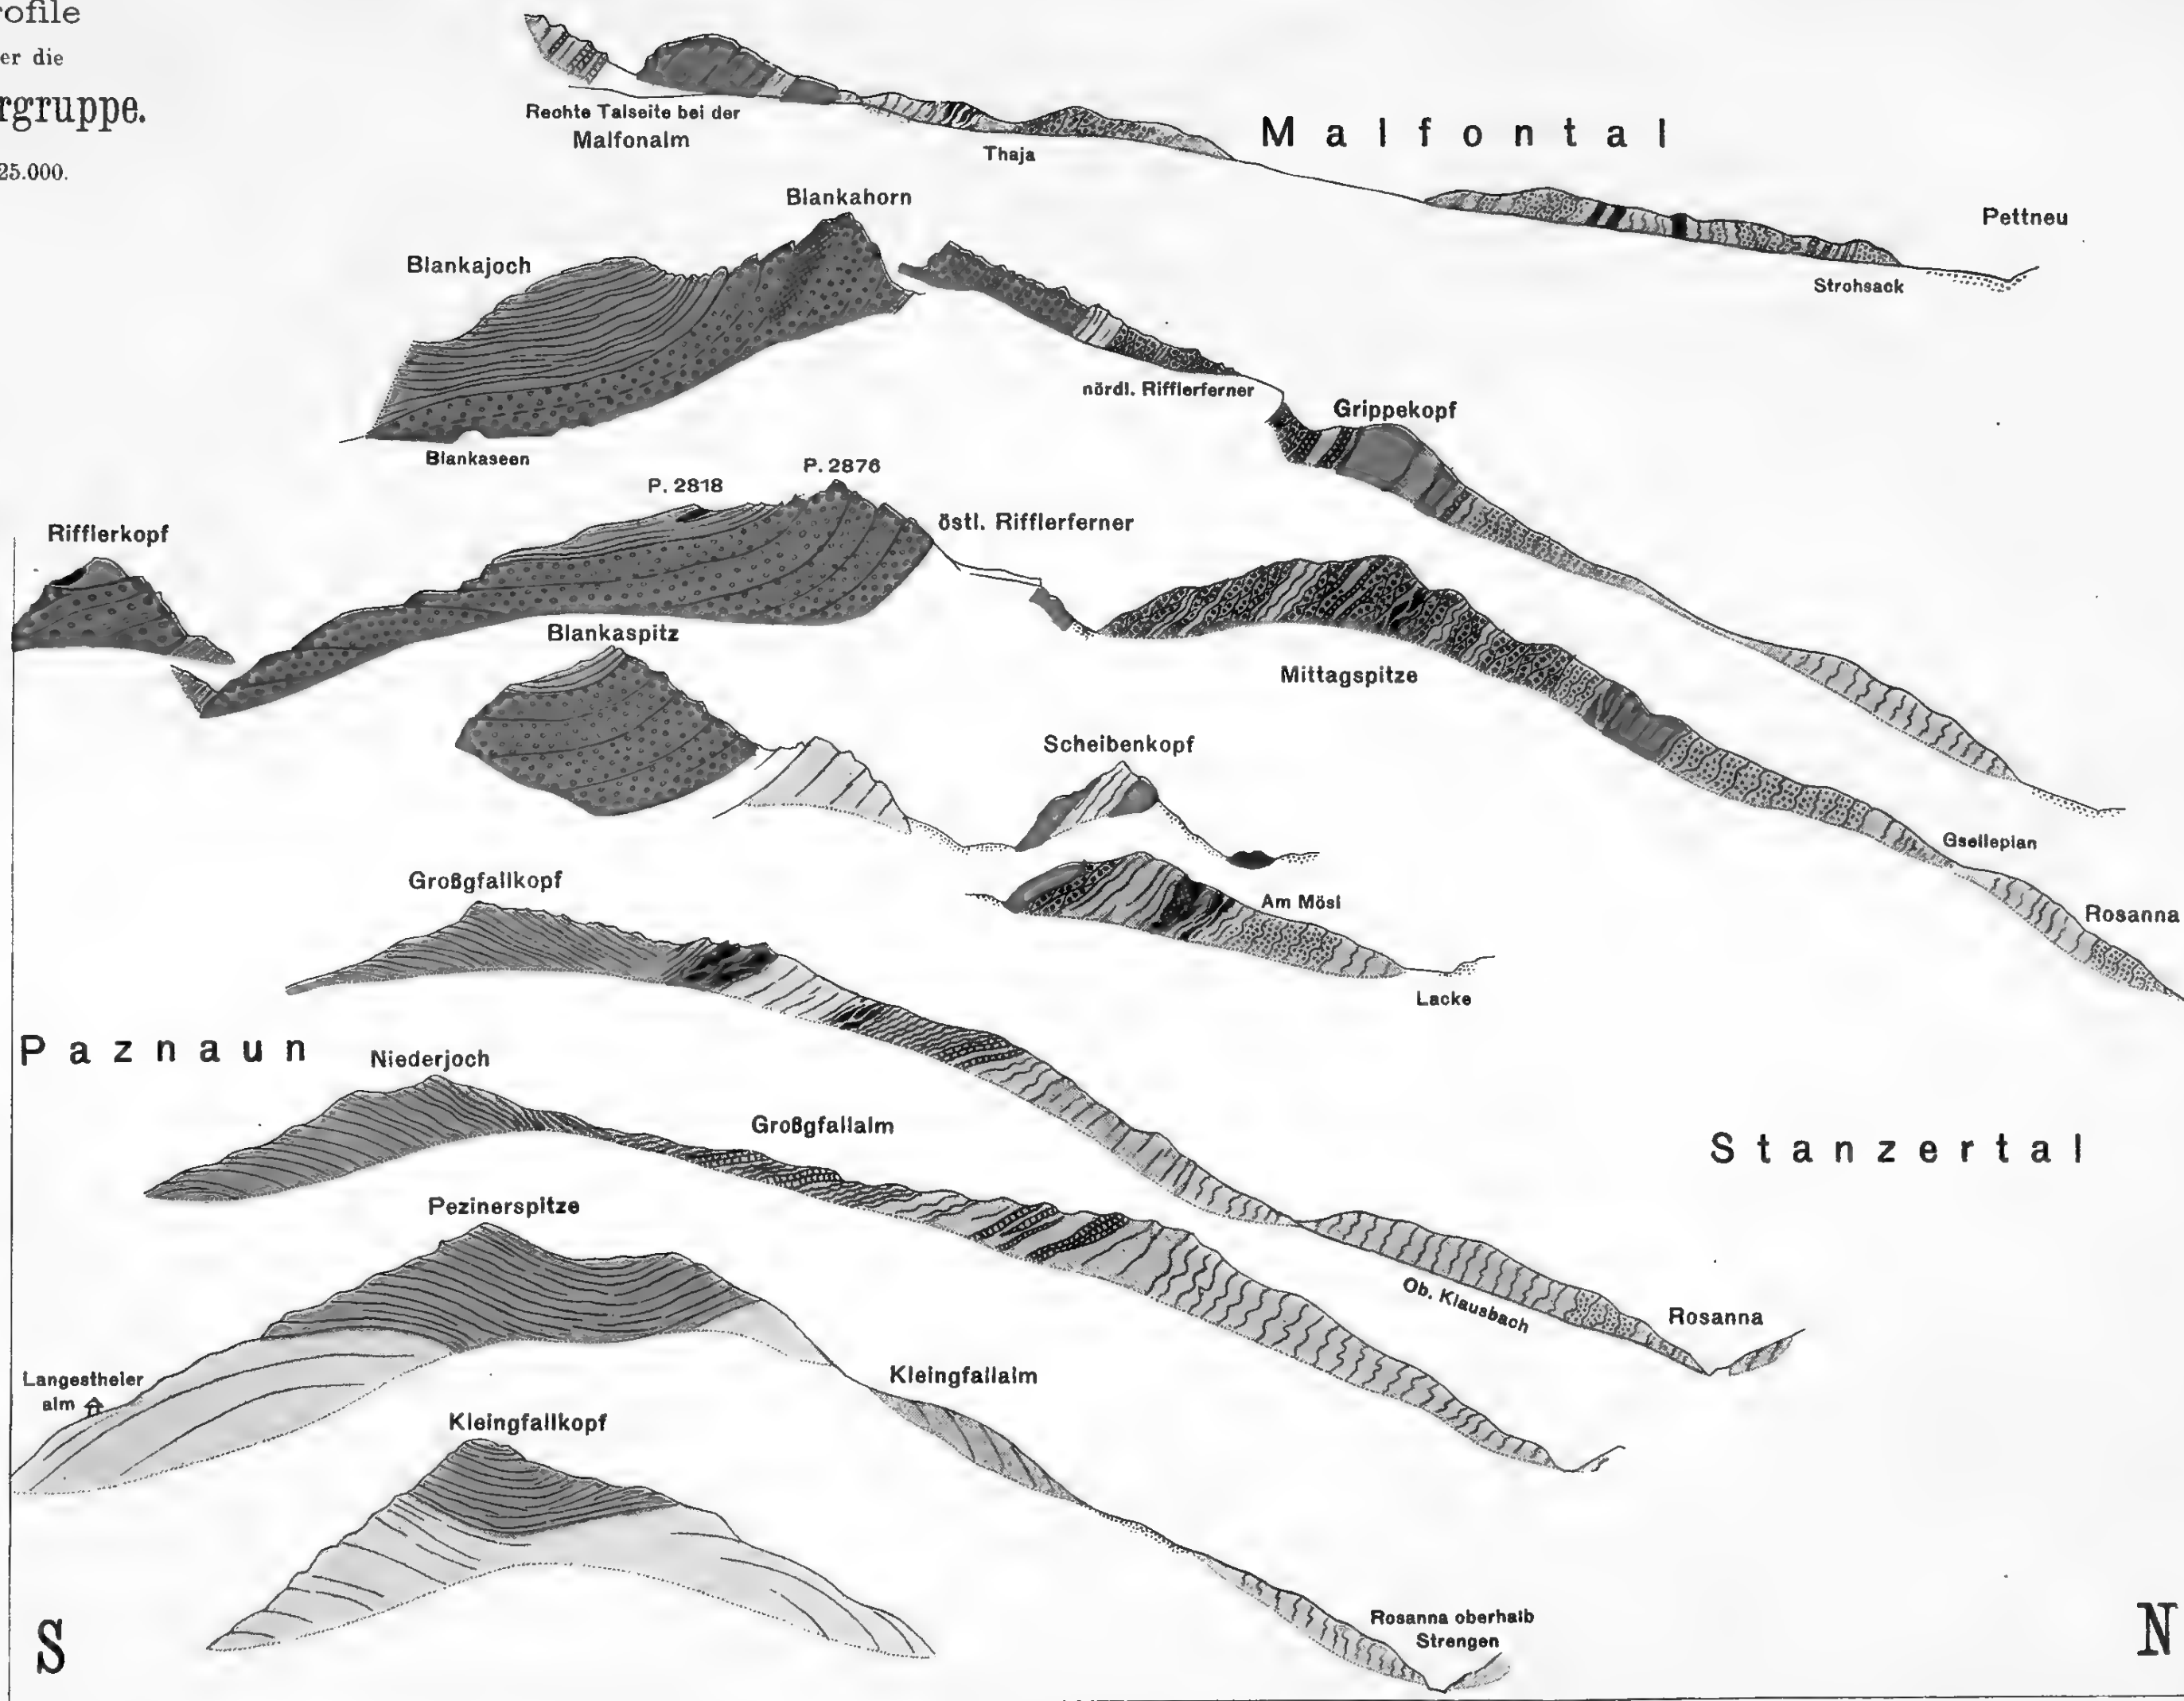 rofile
er die
rgruppe.
25.000.
Rechte Talseite bei der
Malfonalm
Thaja
Malfontal
Pettneu
Strohsack
Blankahorn
Blankajoch
Blankaseen
nördl. Rifflerferner
Grippekopf
P. 2876
P. 2818
Rifflerkopf
östl. Rifflerferner
Blankaspitz
Mittagspitze
Scheibenkopf
Gselleplan
Großgfallkopf
Am Mösl
Rosanna
Lacke
Paznaun
Niederjoch
Großgfallalm
Stanzertal
Pezinerspitze
Ob. Klausbach
Rosanna
Langestheier
alm
Kleingfallalm
Kleingfallkopf
Rosanna oberhalb
Strengen
S
N